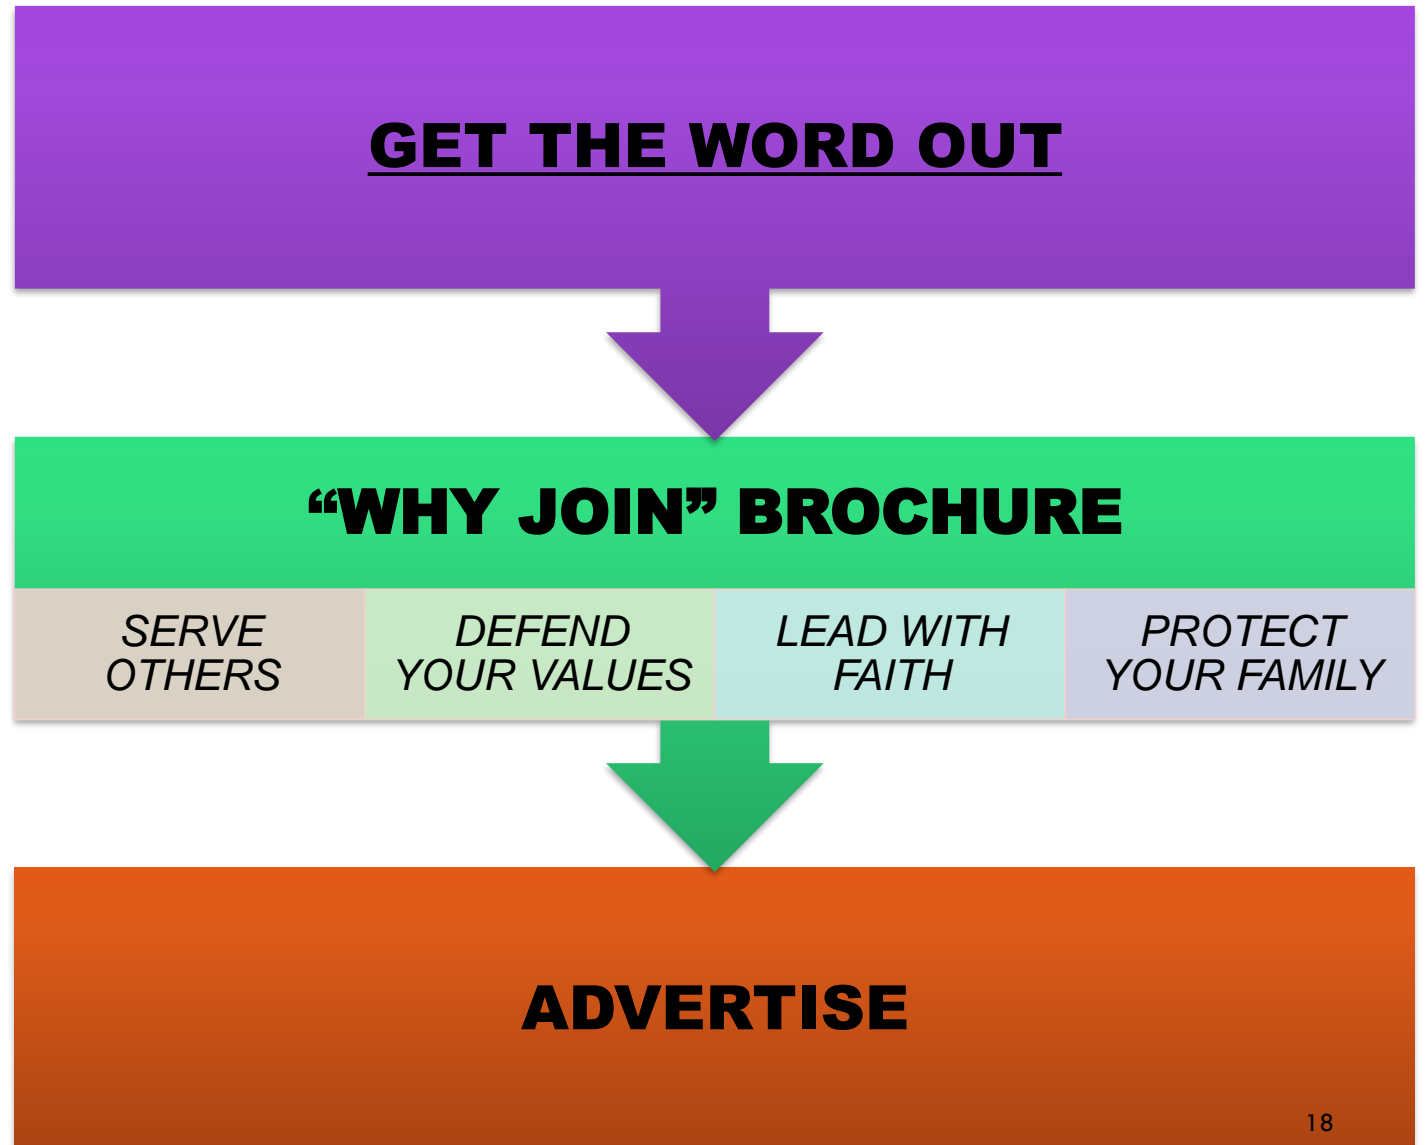 GET THE WORD OUT
“WHY JOIN” BROCHURE
SERVE
OTHERS
DEFEND
YOUR VALUES
LEAD WITH
FAITH
PROTECT
YOUR FAMILY
ADVERTISE
18